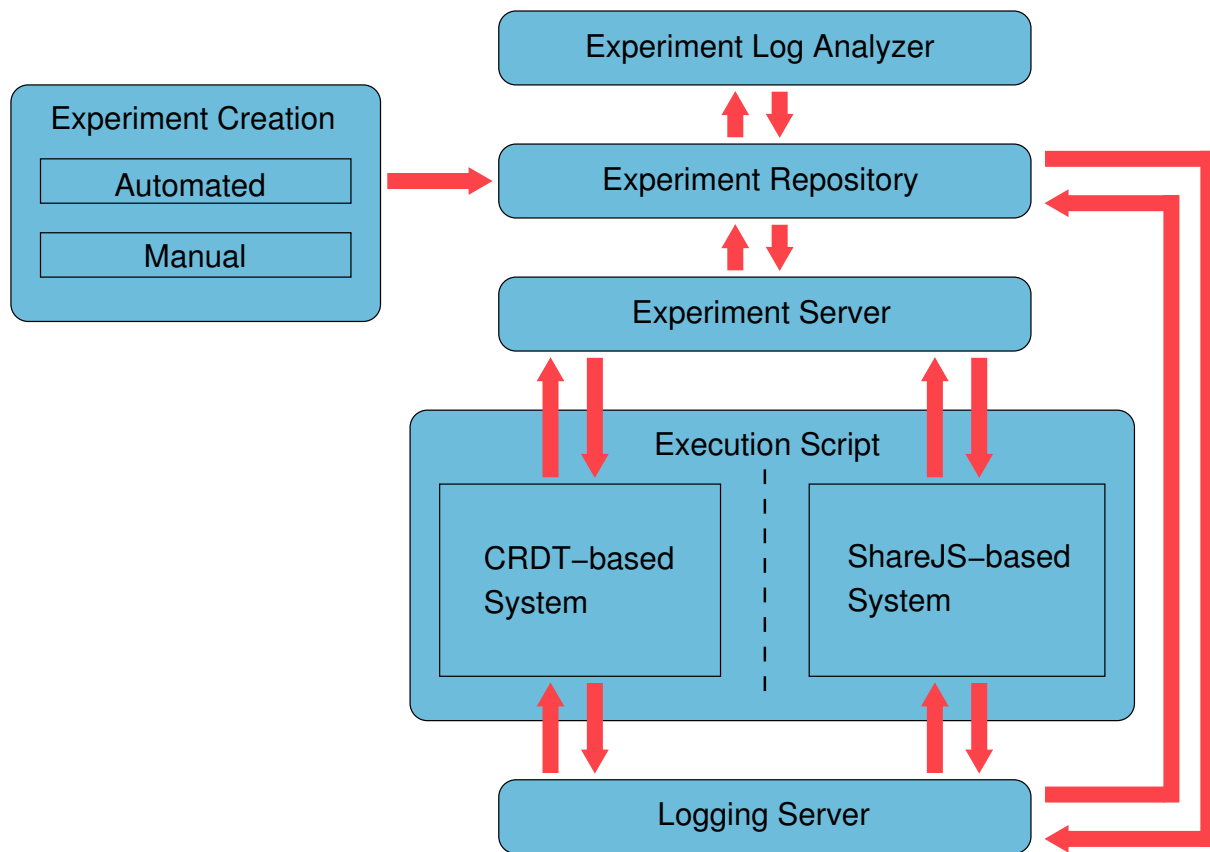 Experiment Log Analyzer
Experiment Creation
Automated
Manual
Experiment Repository
Experiment Server
Execution Script
CRDT−based
System
ShareJS−based
System
Logging Server